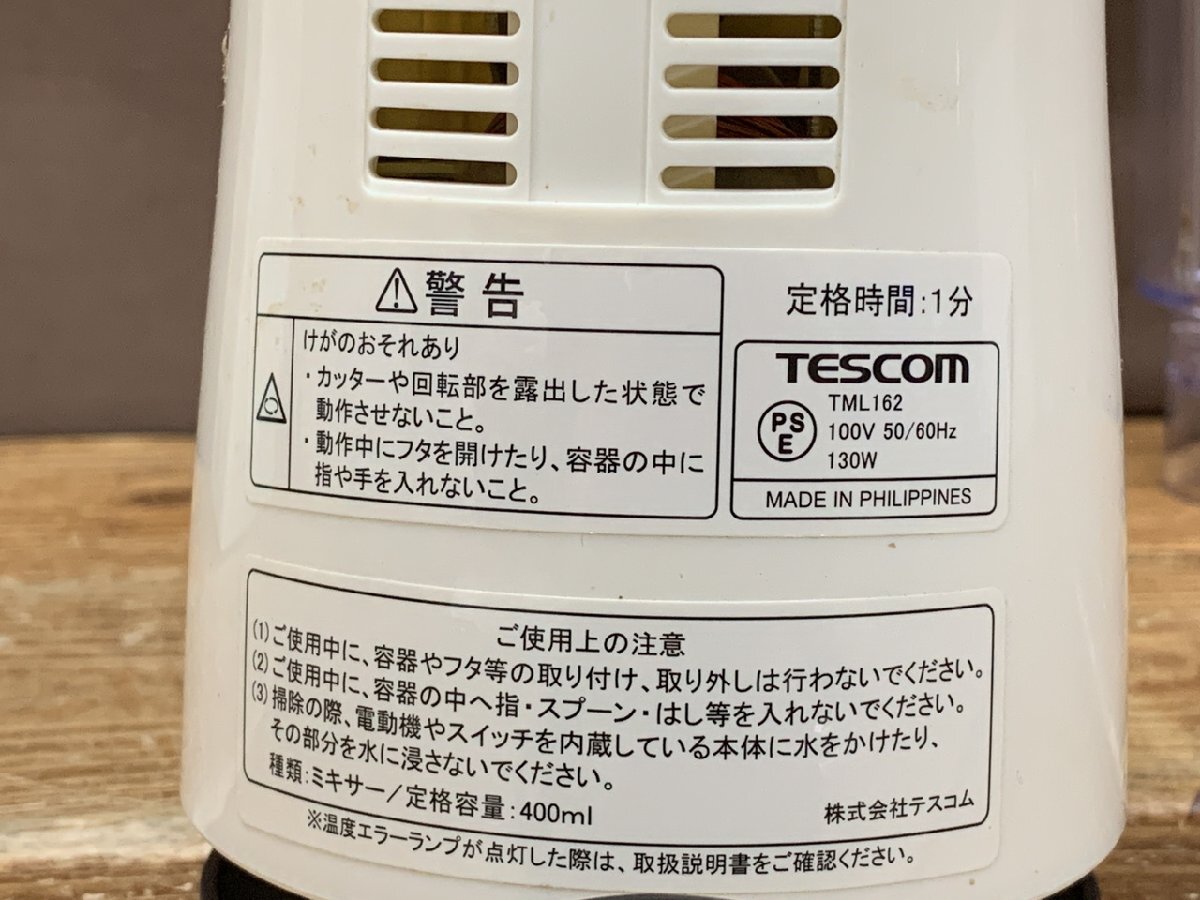 ⚠警告
けがのおそれあり
・カッターや回転部を露出した状態で
動作させないこと。
・動作中にフタを開けたり、容器の中に
指や手を入れないこと。
定格時間:1分
TESCOM
PS
E
TML162
100V 50/60Hz
130W
MADE IN PHILIPPINES
ご使用上の注意
(1)ご使用中に、容器やフタ等の取り付け、取り外しは行わないでください。
(2)ご使用中に、容器の中へ指・スプーン・はし等を入れないでください。
(3)掃除の際、電動機やスイッチを内蔵している本体に水をかけたり、
その部分を水に浸さないでください。
種類:ミキサー/定格容量:400ml
株式会社テスコム
※温度エラーランプが点灯した際は、取扱説明書をご確認ください。